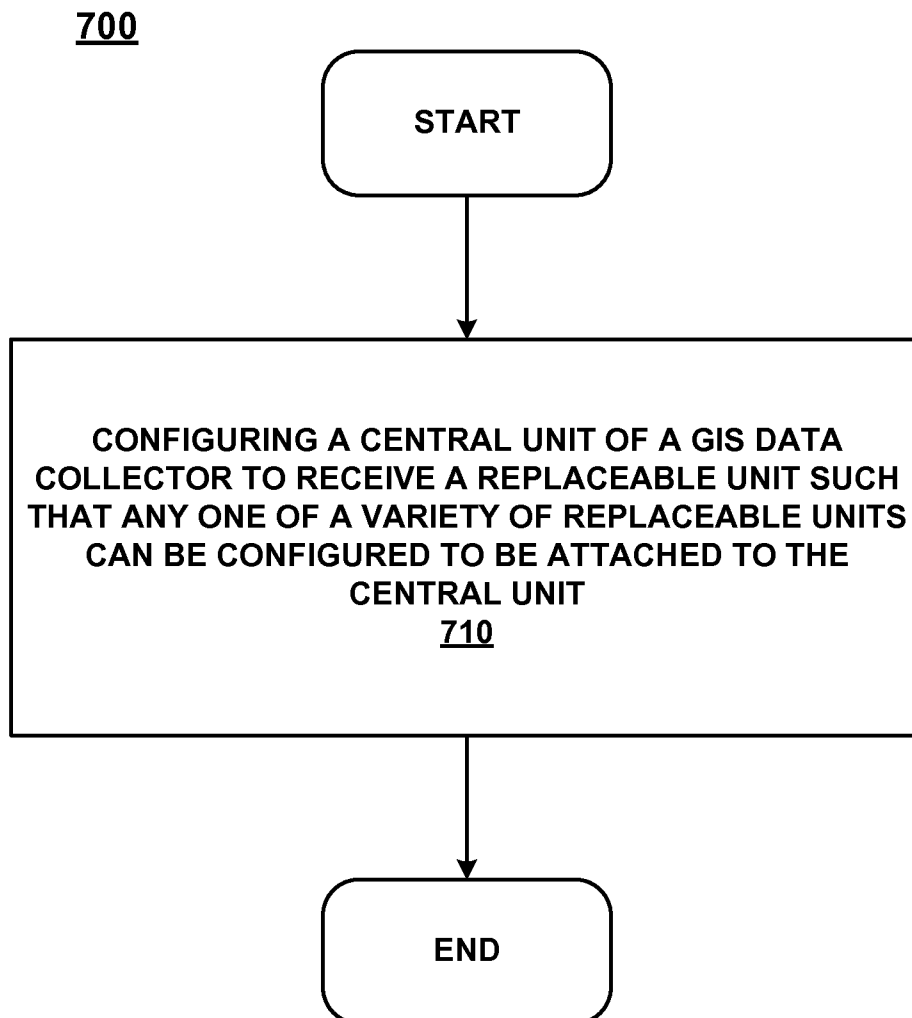 700
START
CONFIGURING A CENTRAL UNIT OF A GIS DATA
COLLECTOR TO RECEIVE A REPLACEABLE UNIT SUCH
THAT ANY ONE OF A VARIETY OF REPLACEABLE UNITS
CAN BE CONFIGURED TO BE ATTACHED TO THE
CENTRAL UNIT
710
END